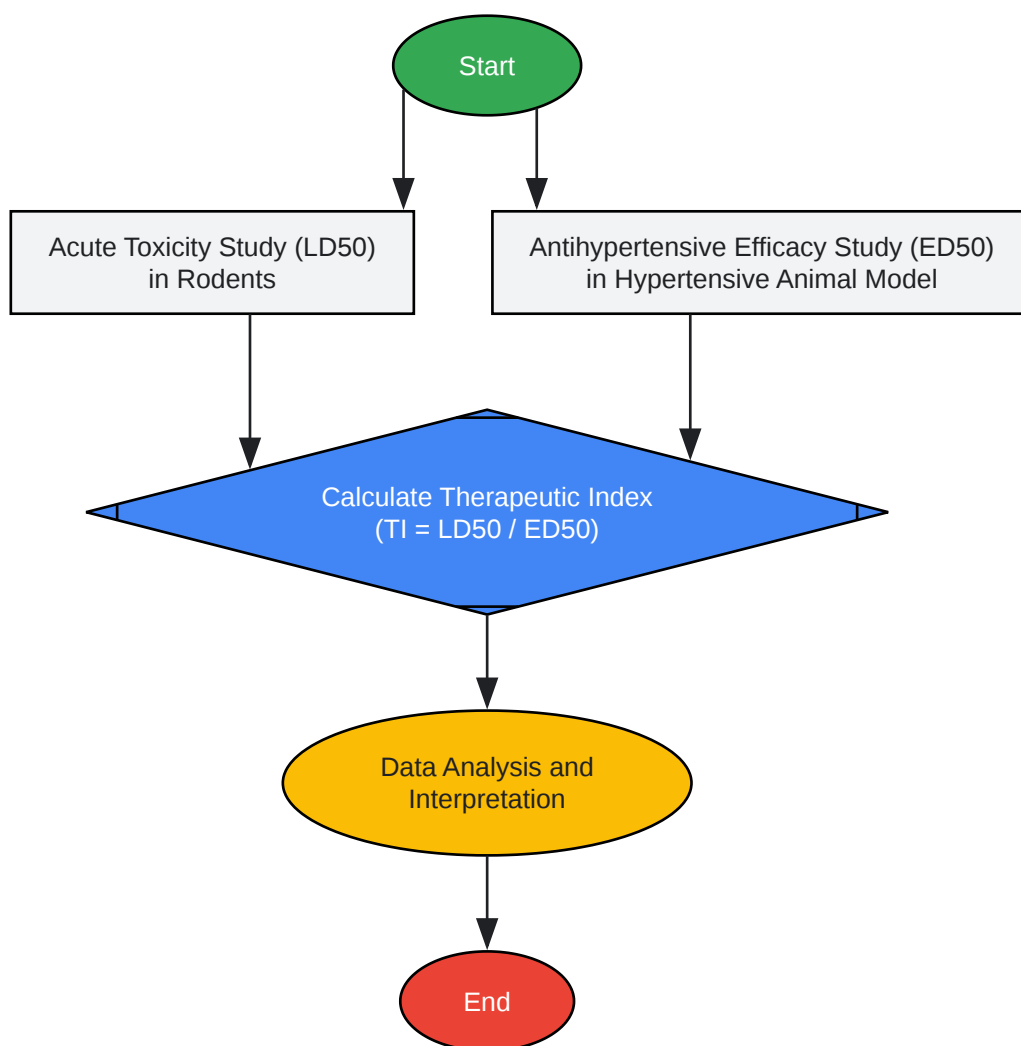 Start
Acute Toxicity Study (LD50)
in Rodents
Antihypertensive Efficacy Study (ED50)
in Hypertensive Animal Model
Calculate Therapeutic Index
(TI = LD50 / ED50)
Data Analysis and
Interpretation
End